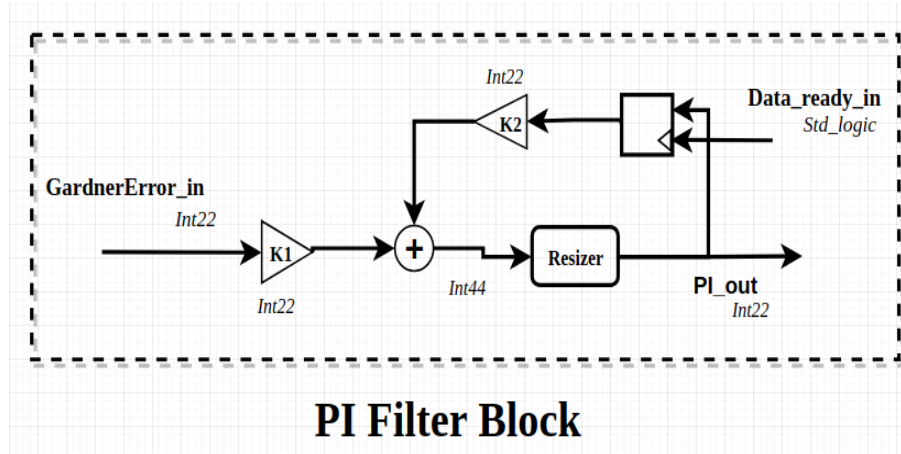 Int22
K2
Data_ready_in
Std_logic
GardnerError_in
Int22
K1
Int22
+
Int44
Resizer
PI_out
Int22
PI Filter Block